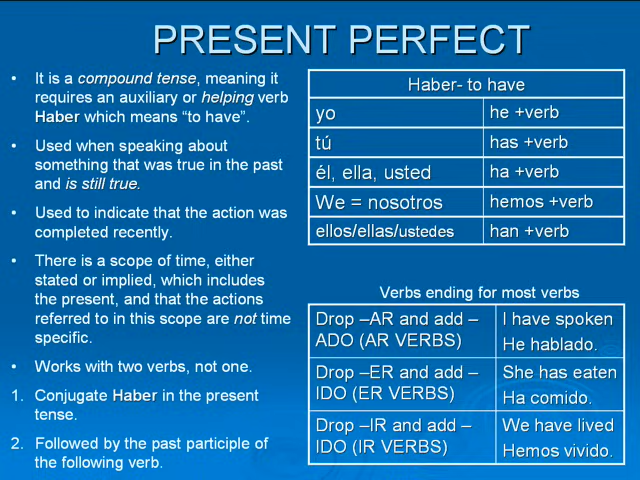 PRESENT PERFECT
• It is a compound tense, meaning it
requires an auxiliary or helping verb
Haber which means “to have”.
• Used when speaking about
something that was true in the past
and is still true.
• Used to indicate that the action was
completed recently.
• There is a scope of time, either
stated or implied, which includes
the present, and that the actions
referred to in this scope are not time
specific.
• Works with two verbs, not one.
1. Conjugate Haber in the present
tense.
2. Followed by the past participle of
the following verb.
Haber- to have
yo he +verb
tú has +verb
él, ella, usted ha +verb
We = nosotros hemos +verb
ellos/ellas/ustedes han +verb
Verbs ending for most verbs
Drop –AR and add – I have spoken
ADO (AR VERBS) He hablado.
Drop –ER and add – She has eaten
IDO (ER VERBS) Ha comido.
Drop –IR and add – We have lived
IDO (IR VERBS) Hemos vivido.